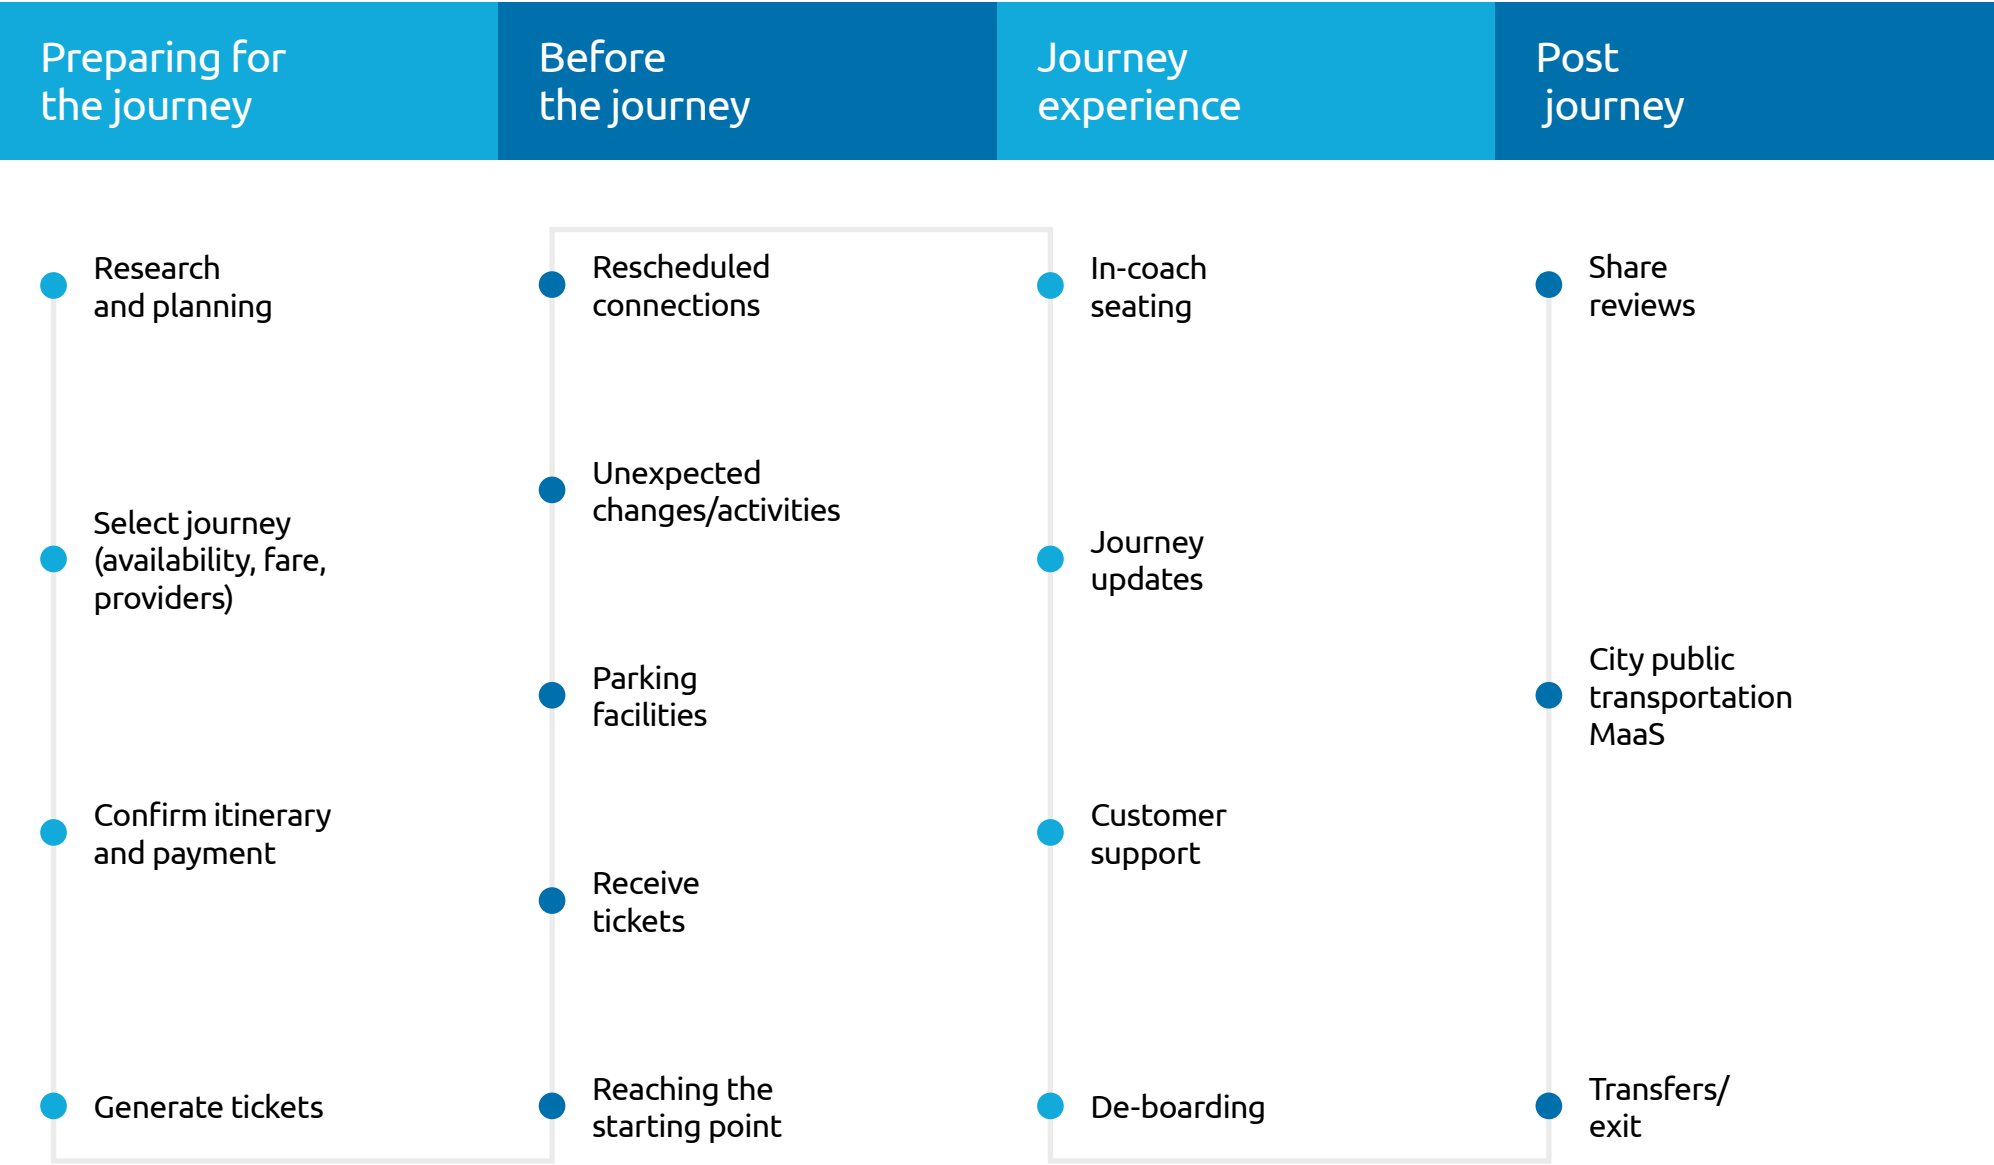 Preparing for
the journey
Before
the journey
Journey
experience
Post
journey
Research
and planning
Select journey
(availability, fare,
providers)
Confirm itinerary
and payment
Generate tickets
Rescheduled
connections
Unexpected
changes/activities
Parking
facilities
Receive
tickets
Reaching the
starting point
In-coach
seating
Journey
updates
Customer
support
De-boarding
Share
reviews
City public
transportation
MaaS
Transfers/
exit